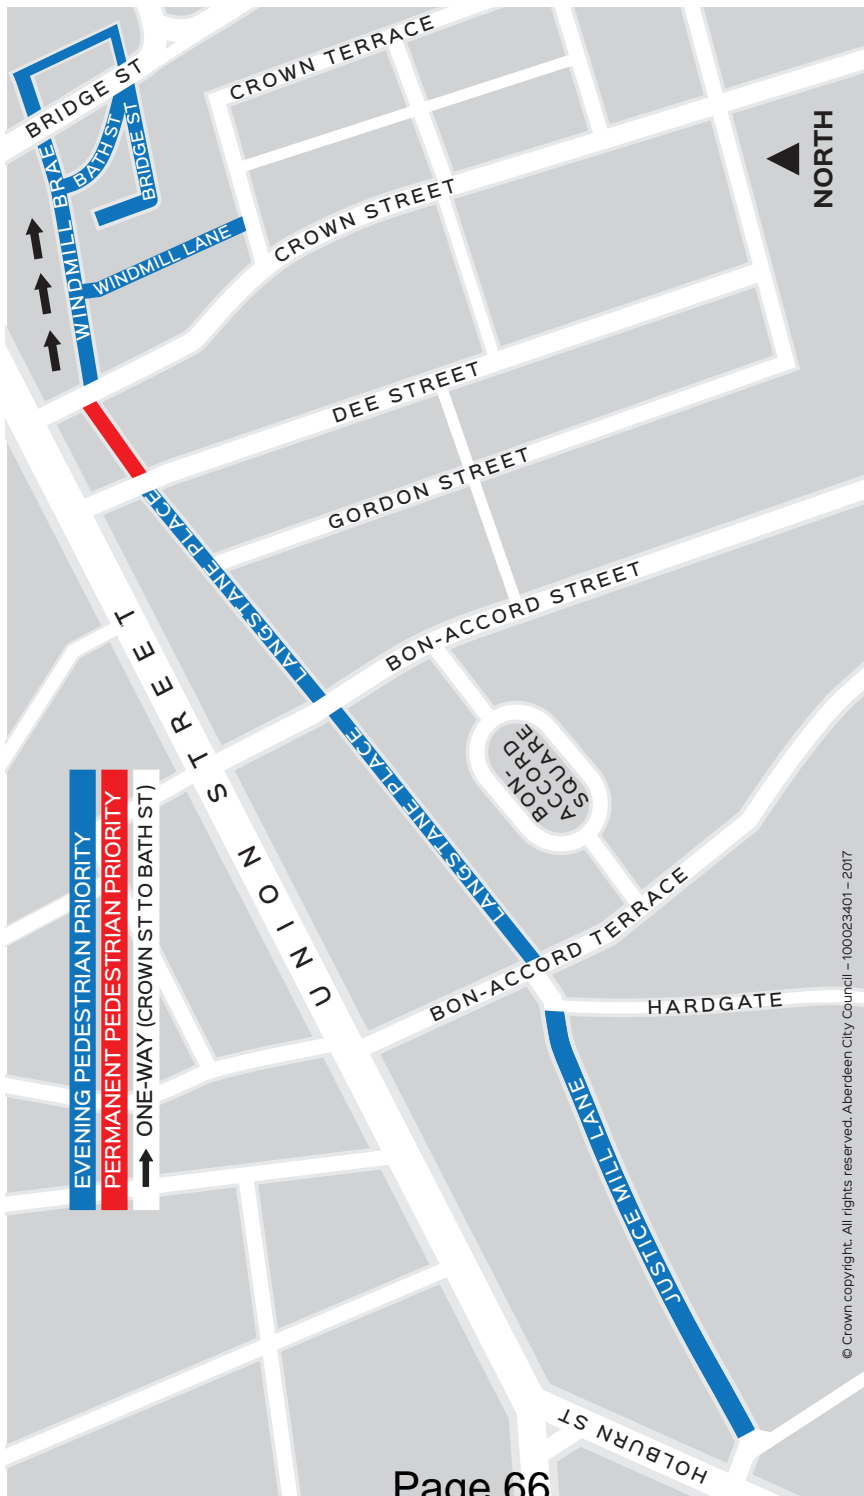 BRIDGE ST
CROWN TERRACE
BATH ST
BRIDGE ST
WINDMILL BRAE
WINDMILL LANE
CROWN STREET
NORTH
DEE STREET
GORDON STREET
LANGSTANE PLACE
LANGSTANE PLACE
BON-ACCORD STREET
UNION STREET
BON-
ACCORD
SQUARE
LANGSTANE PLACE
BON-ACCORD TERRACE
HARDGATE
JUSTICE MILL LANE
HOLBURN ST
EVENING PEDESTRIAN PRIORITY
PERMANENT PEDESTRIAN PRIORITY
ONE-WAY (CROWN ST TO BATH ST)
© Crown copyright. All rights reserved. Aberdeen City Council – 100023401 – 2017
Page 66